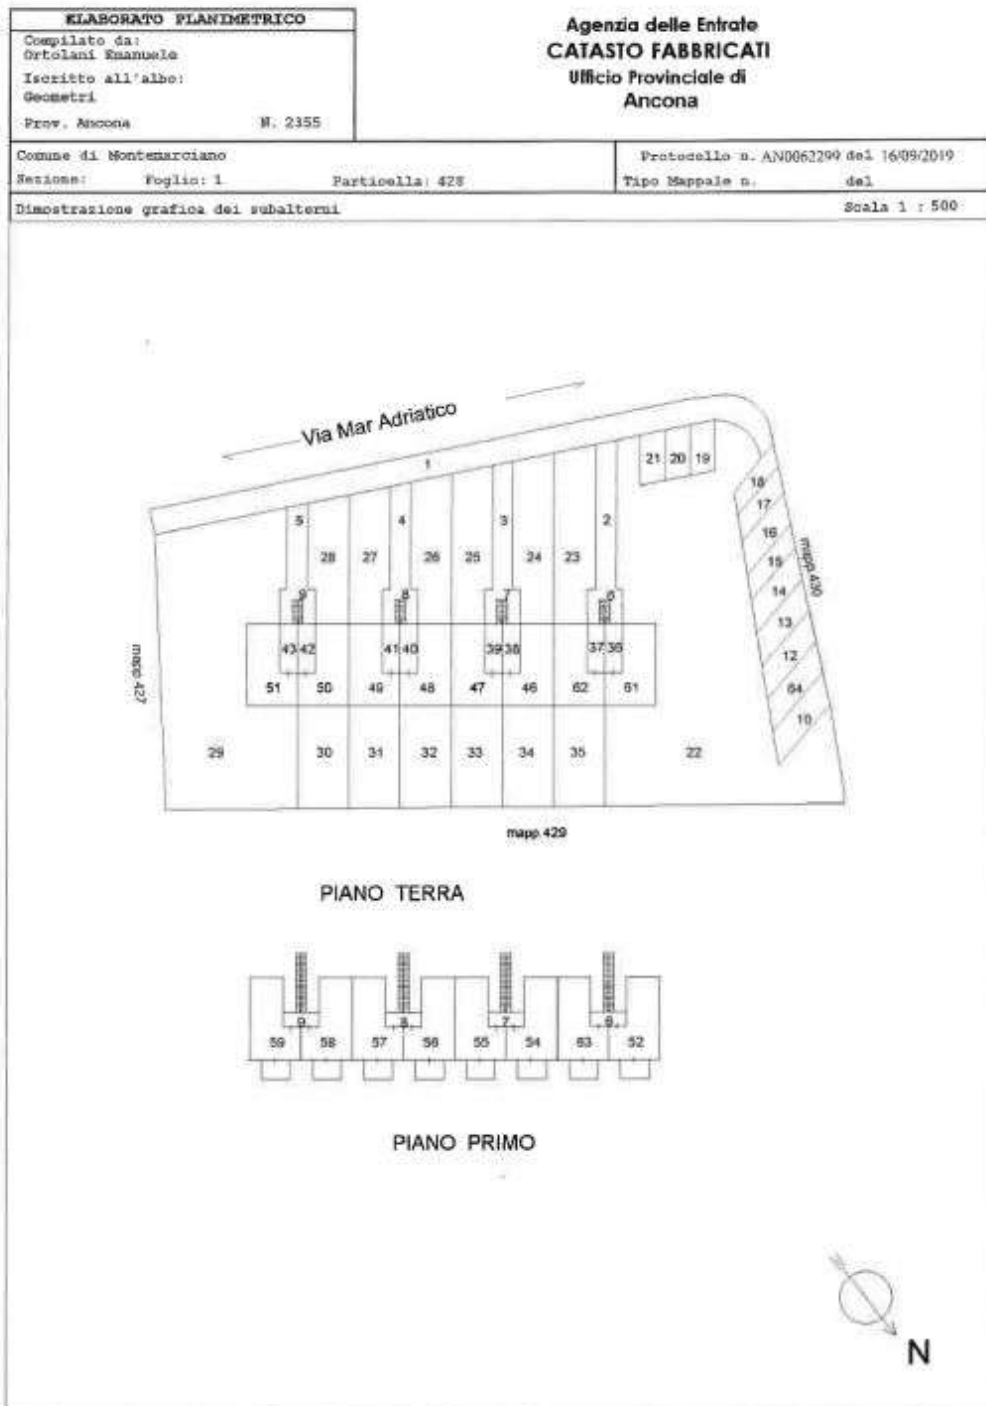 ELABORATO PLANIMETRICO
Compilato da:
Ortolani Emanuele
Iscritto all'albo:
Geometri
Prov. Ancona N. 2355
Agenzia delle Entrate
CATASTO FABBRICATI
Ufficio Provinciale di
Ancona
Comune di Montemarciano
Sezione: Foglio: 1 Particella: 428
Protocollo n. AN0062299 del 16/09/2019
Tipo Mappale n. del
Dimostrazione grafica dei subalterni Scala 1 : 500
Via Mar Adriatico
1
21 20 19
18
17
16
15
14
13
12
64
10
mapp.430
5 4 3 2
28 27 26 25 24 23
9 8 7 6
43 42 41 40 39 38 37 36
51 50 49 48 47 46 62 61
mapp.427
29 30 31 32 33 34 35 22
mapp.429
PIANO TERRA
9 8 7 6
59 58 57 56 55 54 63 52
PIANO PRIMO
N